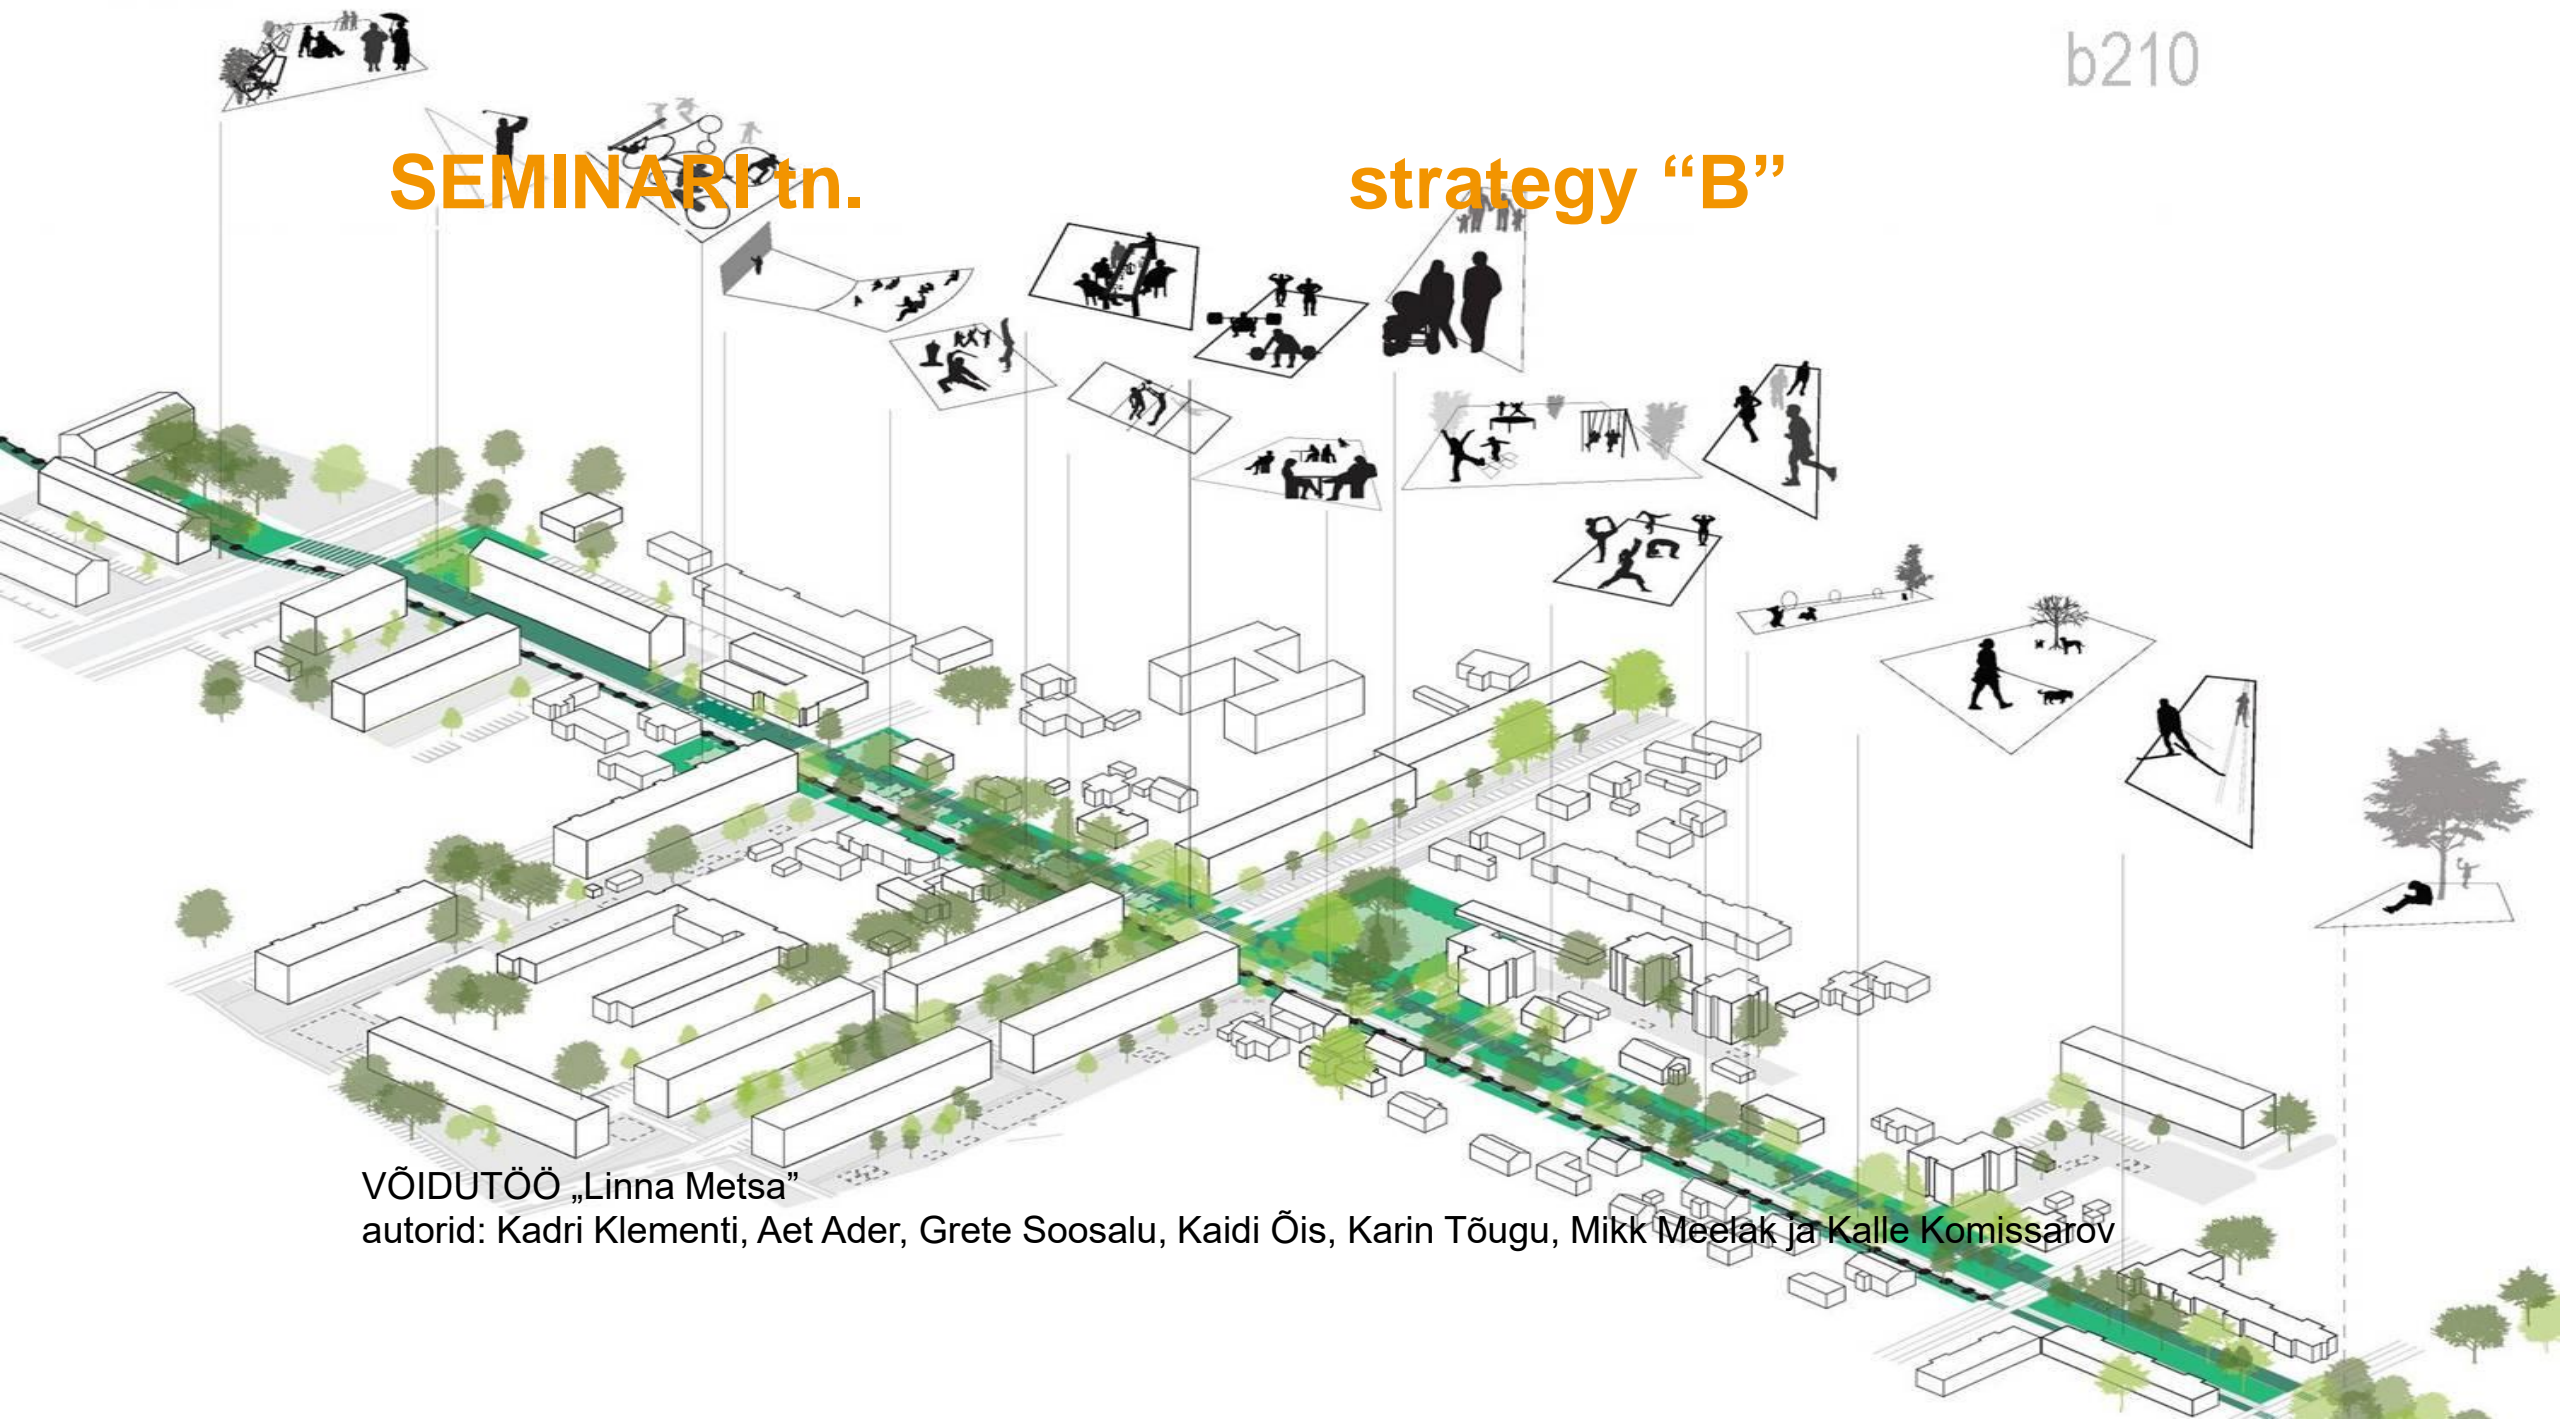 b210
SEMINARI tn. strategy “B”
VÕIDUTÖÖ „Linna Metsa”
autorid: Kadri Klementi, Aet Ader, Grete Soosalu, Kaidi Õis, Karin Tõugu, Mikk Meelak ja Kalle Komissarov